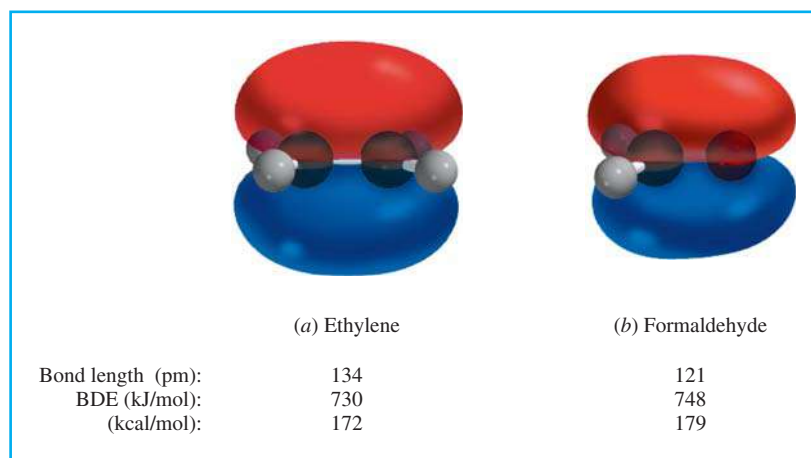 (a) Ethylene (b) Formaldehyde
Bond length (pm): 134 121
BDE (kJ/mol): 730 748
(kcal/mol): 172 179